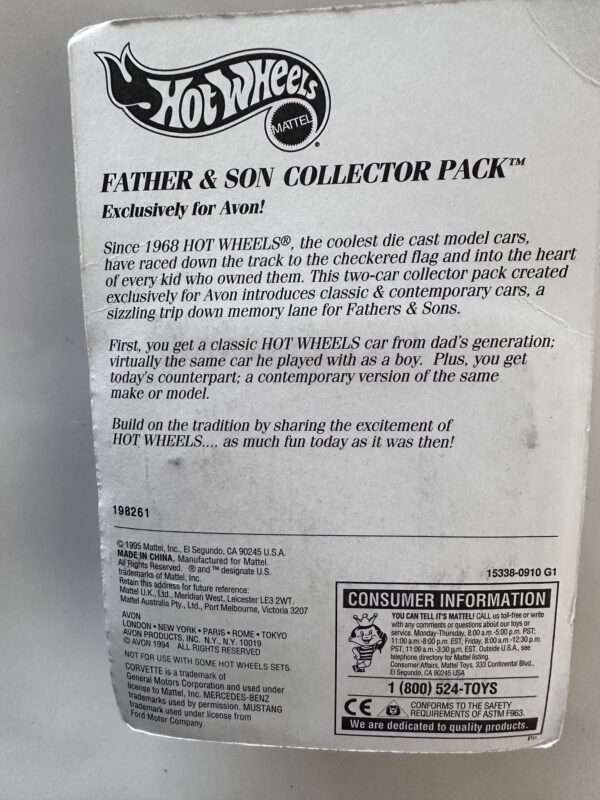 HOT WHEELS
MATTEL
®
FATHER & SON COLLECTOR PACK™
Exclusively for Avon!
Since 1968 HOT WHEELS®, the coolest die cast model cars,
have raced down the track to the checkered flag and into the heart
of every kid who owned them. This two-car collector pack created
exclusively for Avon introduces classic & contemporary cars, a
sizzling trip down memory lane for Fathers & Sons.
First, you get a classic HOT WHEELS car from dad's generation;
virtually the same car he played with as a boy. Plus, you get
today's counterpart; a contemporary version of the same
make or model.
Build on the tradition by sharing the excitement of
HOT WHEELS.... as much fun today as it was then!
198261
© 1995 Mattel, Inc., El Segundo, CA 90245 U.S.A.
MADE IN CHINA. Manufactured for Mattel.
All Rights Reserved. ® and ™ designate U.S.
trademarks of Mattel, Inc.
Retain this address for future reference:
Mattel U.K., Ltd., Meridian West, Leicester LE3 2WT.
Mattel Australia Pty., Ltd., Port Melbourne, Victoria 3207
AVON
LONDON • NEW YORK • PARIS • ROME • TOKYO
AVON PRODUCTS, INC. N.Y., N.Y. 10019
© AVON 1994 ALL RIGHTS RESERVED
NOT FOR USE WITH SOME HOT WHEELS SETS.
CORVETTE is a trademark of
General Motors Corporation and used under
license to Mattel, Inc. MERCEDES-BENZ
trademarks used by permission. MUSTANG
trademark used under license from
Ford Motor Company.
15338-0910 G1
CONSUMER INFORMATION
YOU CAN TELL IT'S MATTEL! CALL us toll-free or write
with any comments or questions about our toys or
service. Monday-Thursday, 8:00 a.m.-5:00 p.m. PST;
11:00 a.m.-8:00 p.m. EST; Friday, 8:00 a.m.-12:30 p.m.
PST, 11:00 a.m.-3:30 p.m. EST. Outside U.S.A., see
telephone directory for Mattel listing.
Consumer Affairs, Mattel Toys, 333 Continental Blvd.,
El Segundo, CA 90245 USA
1 (800) 524-TOYS
CE
CONFORMS TO THE SAFETY
REQUIREMENTS OF ASTM F963.
We are dedicated to quality products.